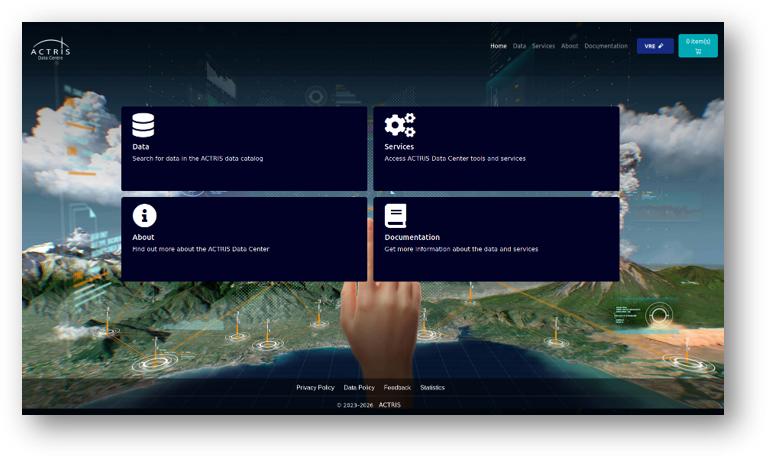 ACTRIS
Data Centre
Home Data Services About Documentation
VRE
0 item(s)
Data
Search for data in the ACTRIS data catalog
Services
Access ACTRIS Data Center tools and services
About
Find out more about the ACTRIS Data Center
Documentation
Get more information about the data and services
Privacy Policy Data Policy Feedback Statistics
© 2023-2026 ACTRIS